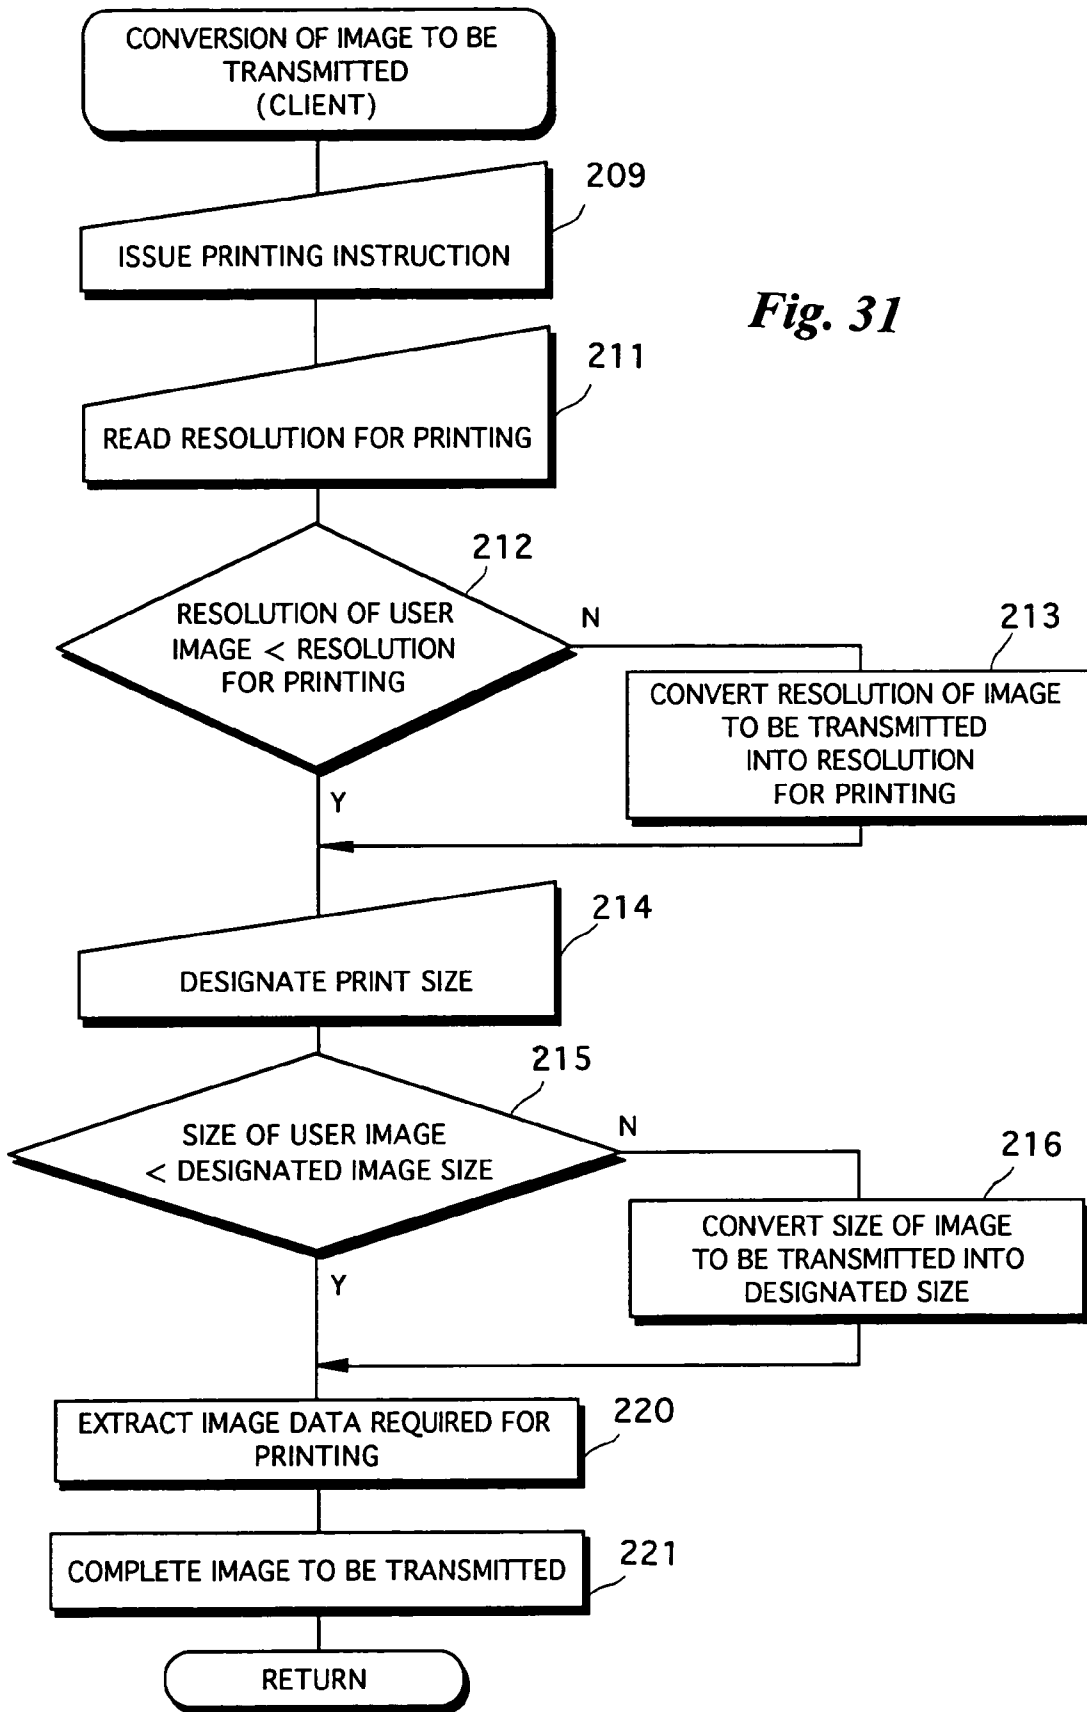 CONVERSION OF IMAGE TO BE
TRANSMITTED
(CLIENT)
209
ISSUE PRINTING INSTRUCTION
Fig. 31
211
READ RESOLUTION FOR PRINTING
212
RESOLUTION OF USER
IMAGE < RESOLUTION
FOR PRINTING
N
213
CONVERT RESOLUTION OF IMAGE
TO BE TRANSMITTED
INTO RESOLUTION
FOR PRINTING
Y
214
DESIGNATE PRINT SIZE
215
SIZE OF USER IMAGE
< DESIGNATED IMAGE SIZE
N
216
CONVERT SIZE OF IMAGE
TO BE TRANSMITTED INTO
DESIGNATED SIZE
Y
EXTRACT IMAGE DATA REQUIRED FOR
PRINTING
220
COMPLETE IMAGE TO BE TRANSMITTED
221
RETURN